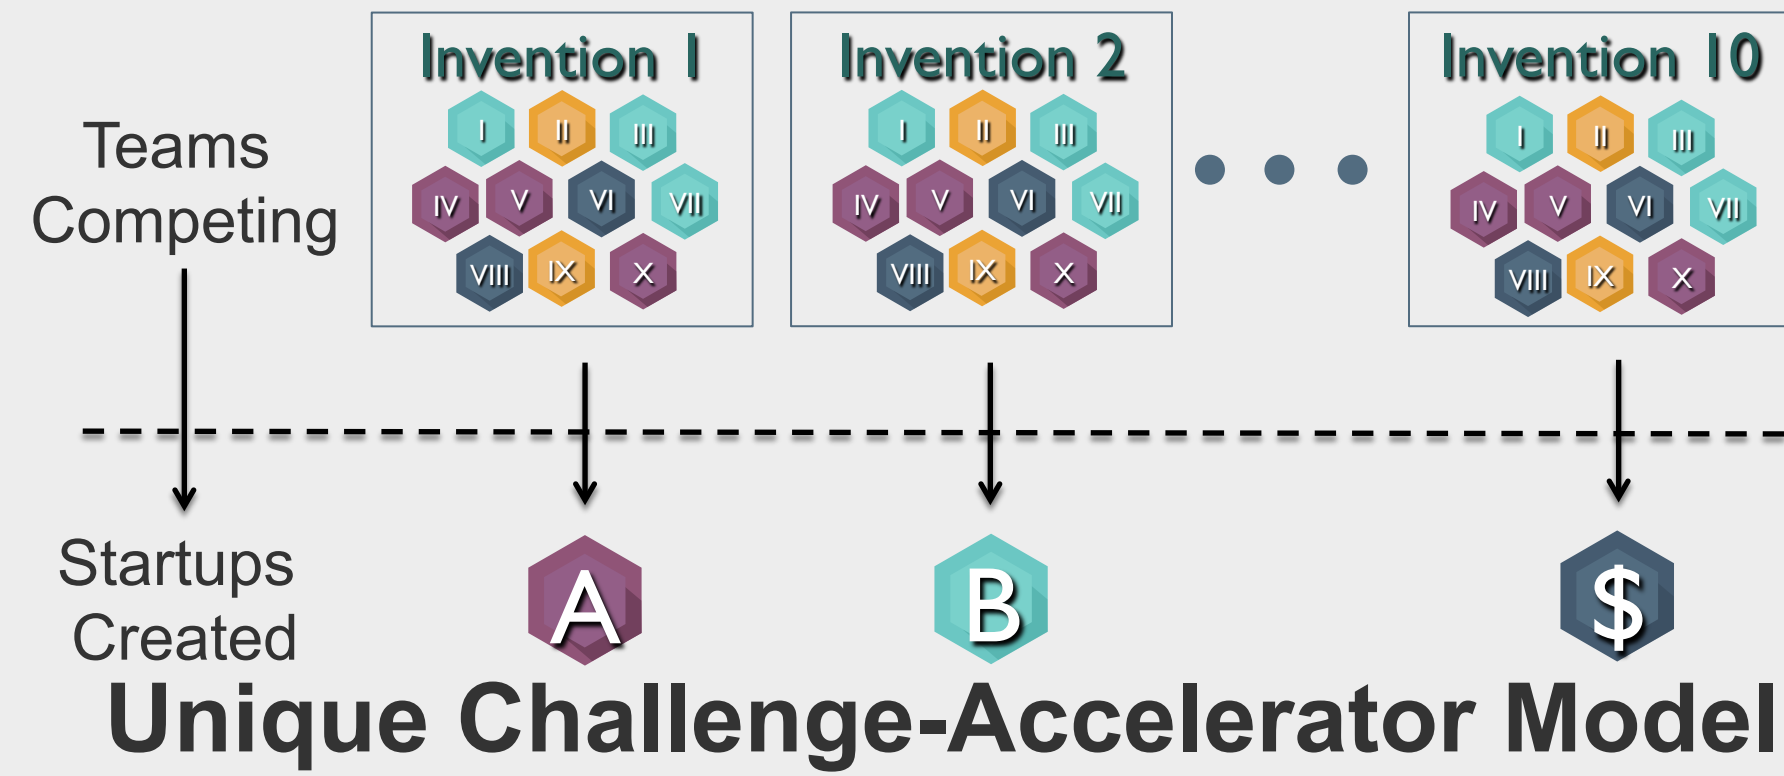 Invention 1
I II III
IV V VI VII
VIII IX X
Invention 2
I II III
IV V VI VII
VIII IX X
Invention 10
I II III
IV V VI VII
VIII IX X
Teams
Competing
Startups
Created
A
B
$
Unique Challenge-Accelerator Model